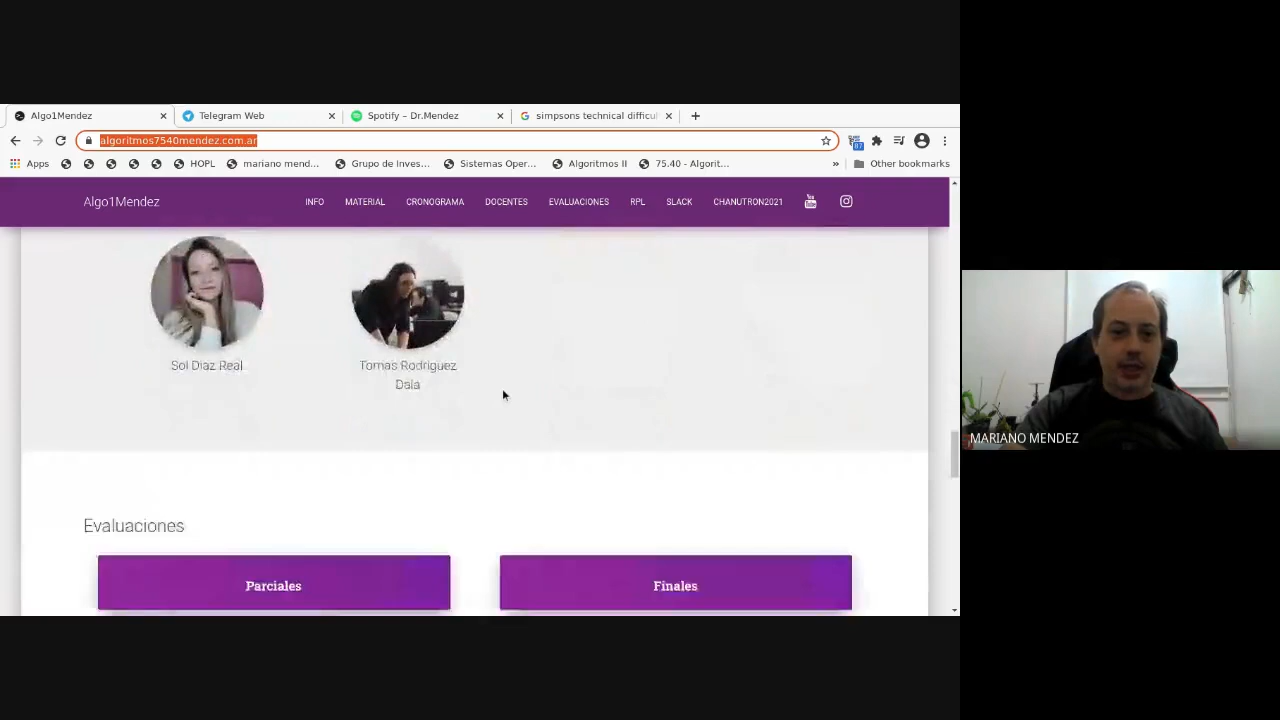 Algo1Mendez
Telegram Web
Spotify – Dr.Mendez
simpsons technical difficul
algoritmos7540mendez.com.ar
87
Apps
HOPL
mariano mend...
Grupo de Inves...
Sistemas Oper...
Algoritmos II
75.40 - Algorit...
»
Other bookmarks
Algo1Mendez
INFO
MATERIAL
CRONOGRAMA
DOCENTES
EVALUACIONES
RPL
SLACK
CHANUTRON2021
Sol Diaz Real
Tomas Rodriguez
Dala
MARIANO MENDEZ
Evaluaciones
Parciales
Finales